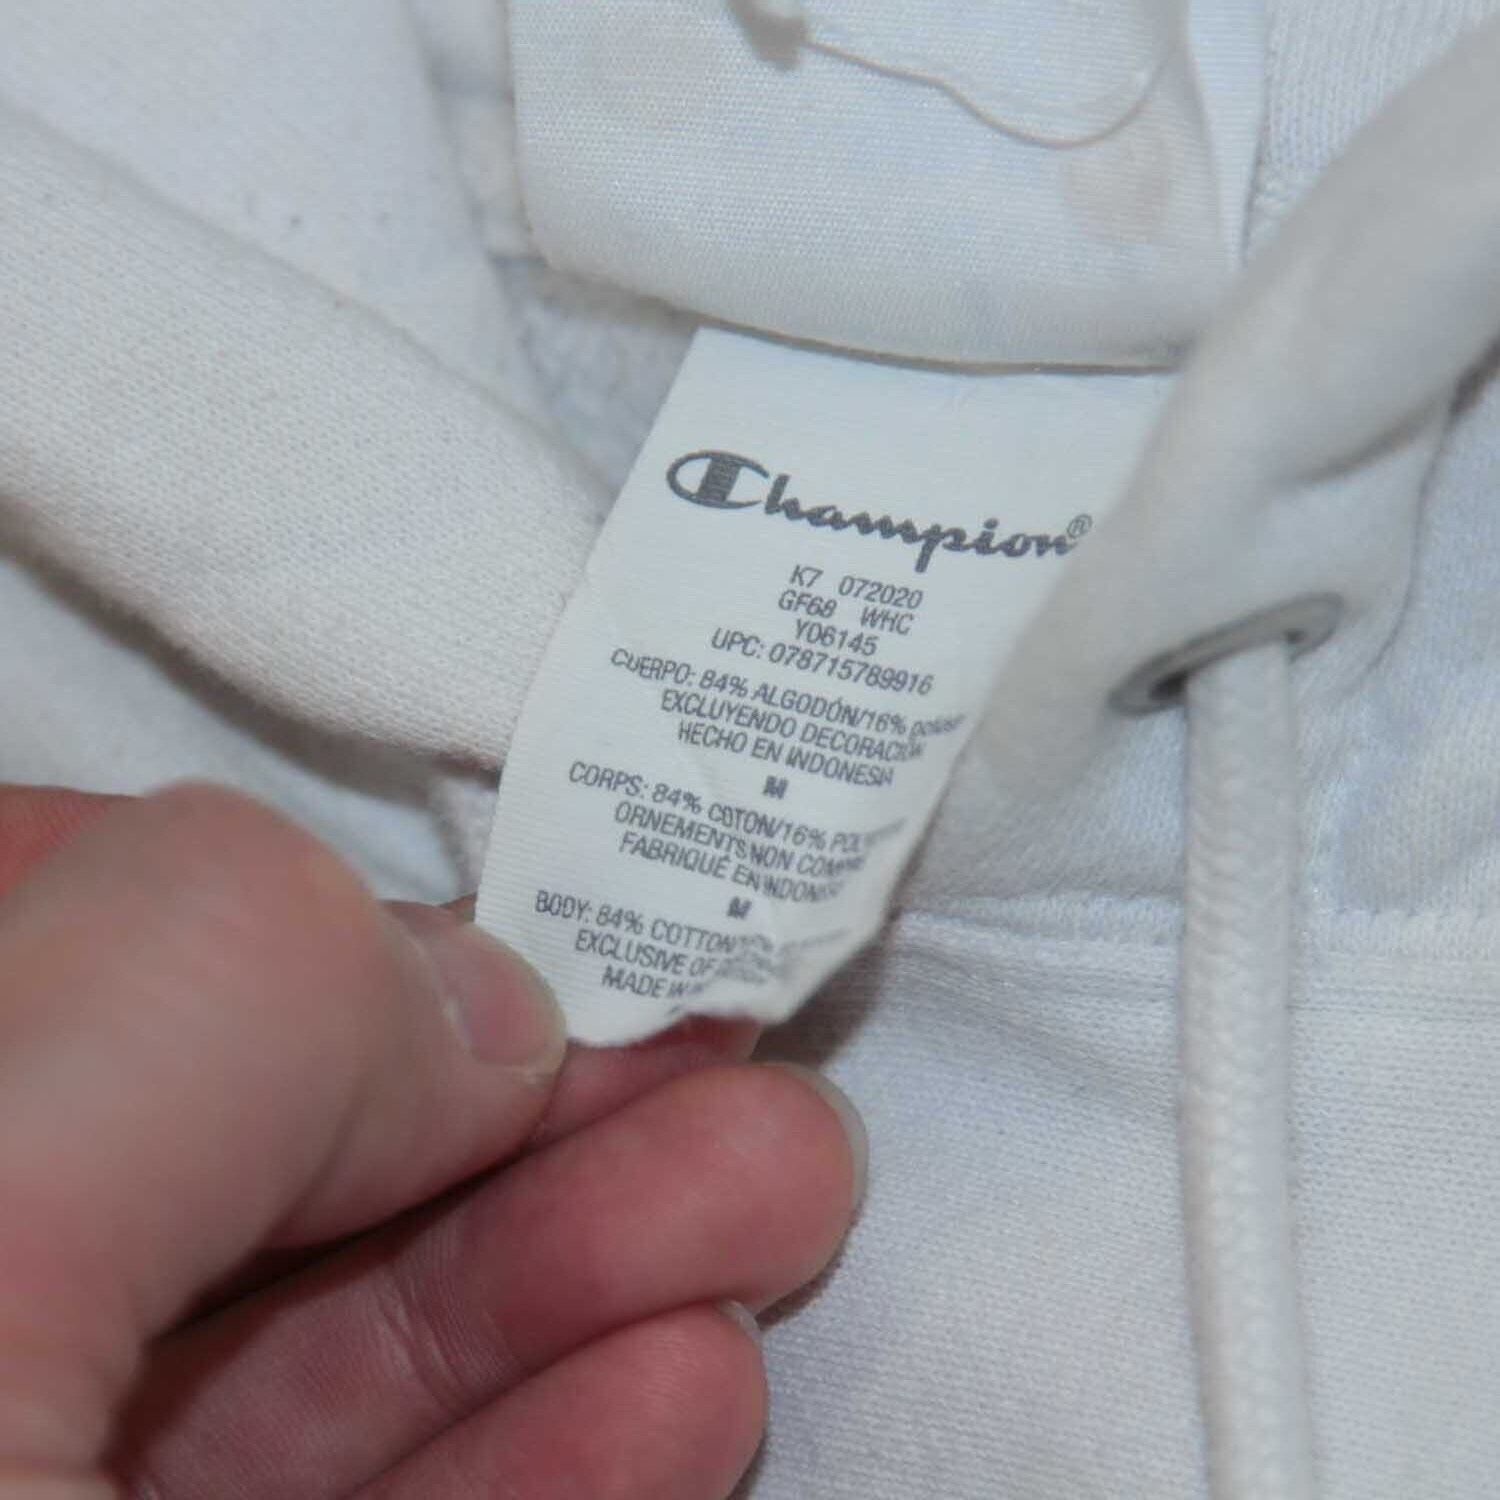 Champion®
K7 072020
GF68 WHC
Y06145
UPC: 078715789916
CUERPO: 84% ALGODÓN/16%
EXCLUYENDO DECORACIÓN
HECHO EN INDONESIA
M
CORPS: 84% COTON/16%
ORNEMENTS NON
FABRIQUÉ EN
M
BODY: 84% COTTON
EXCLUSIVE OF
MADE